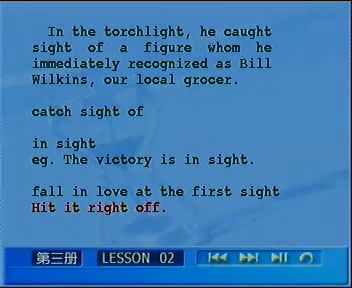 In the torchlight, he caught
sight of a figure whom he
immediately recognized as Bill
Wilkins, our local grocer.
catch sight of
in sight
eg. The victory is in sight.
fall in love at the first sight
Hit it right off.
第三册 LESSON 02